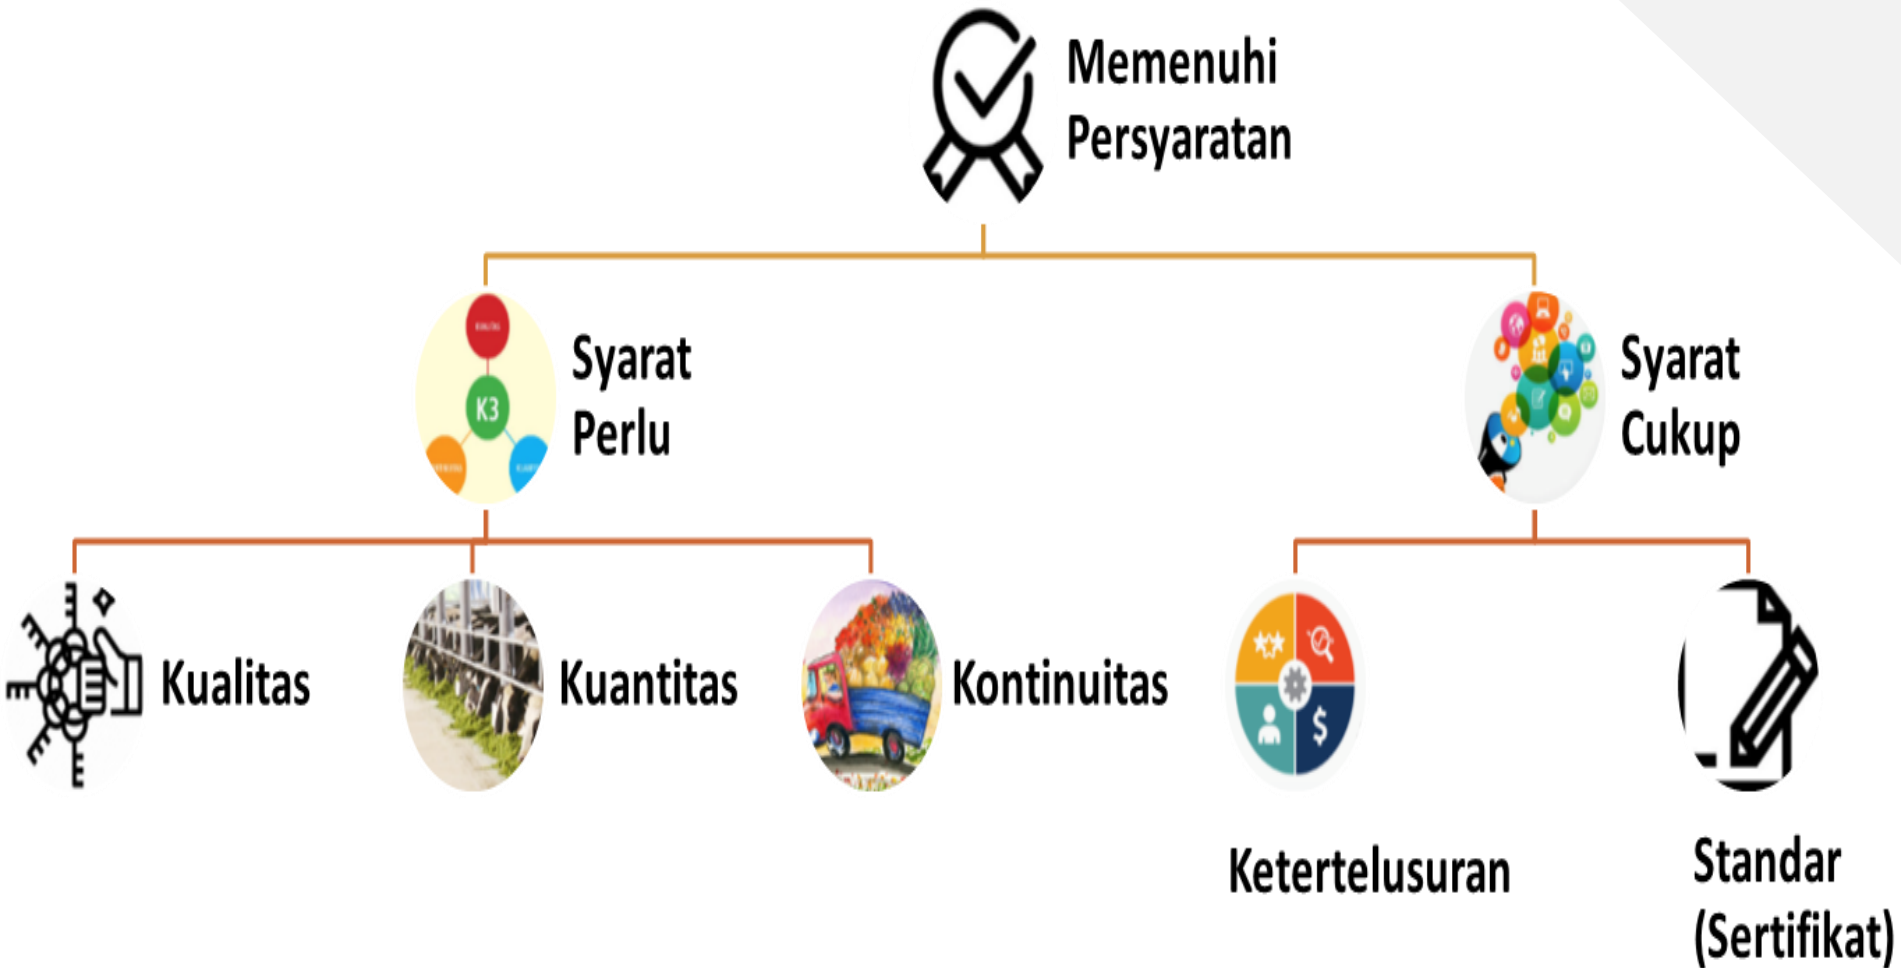 Memenuhi
Persyaratan
Syarat
Perlu
K3
Syarat
Cukup
Kualitas
Kuantitas
Kontinuitas
$
Ketertelusuran
Standar
(Sertifikat)